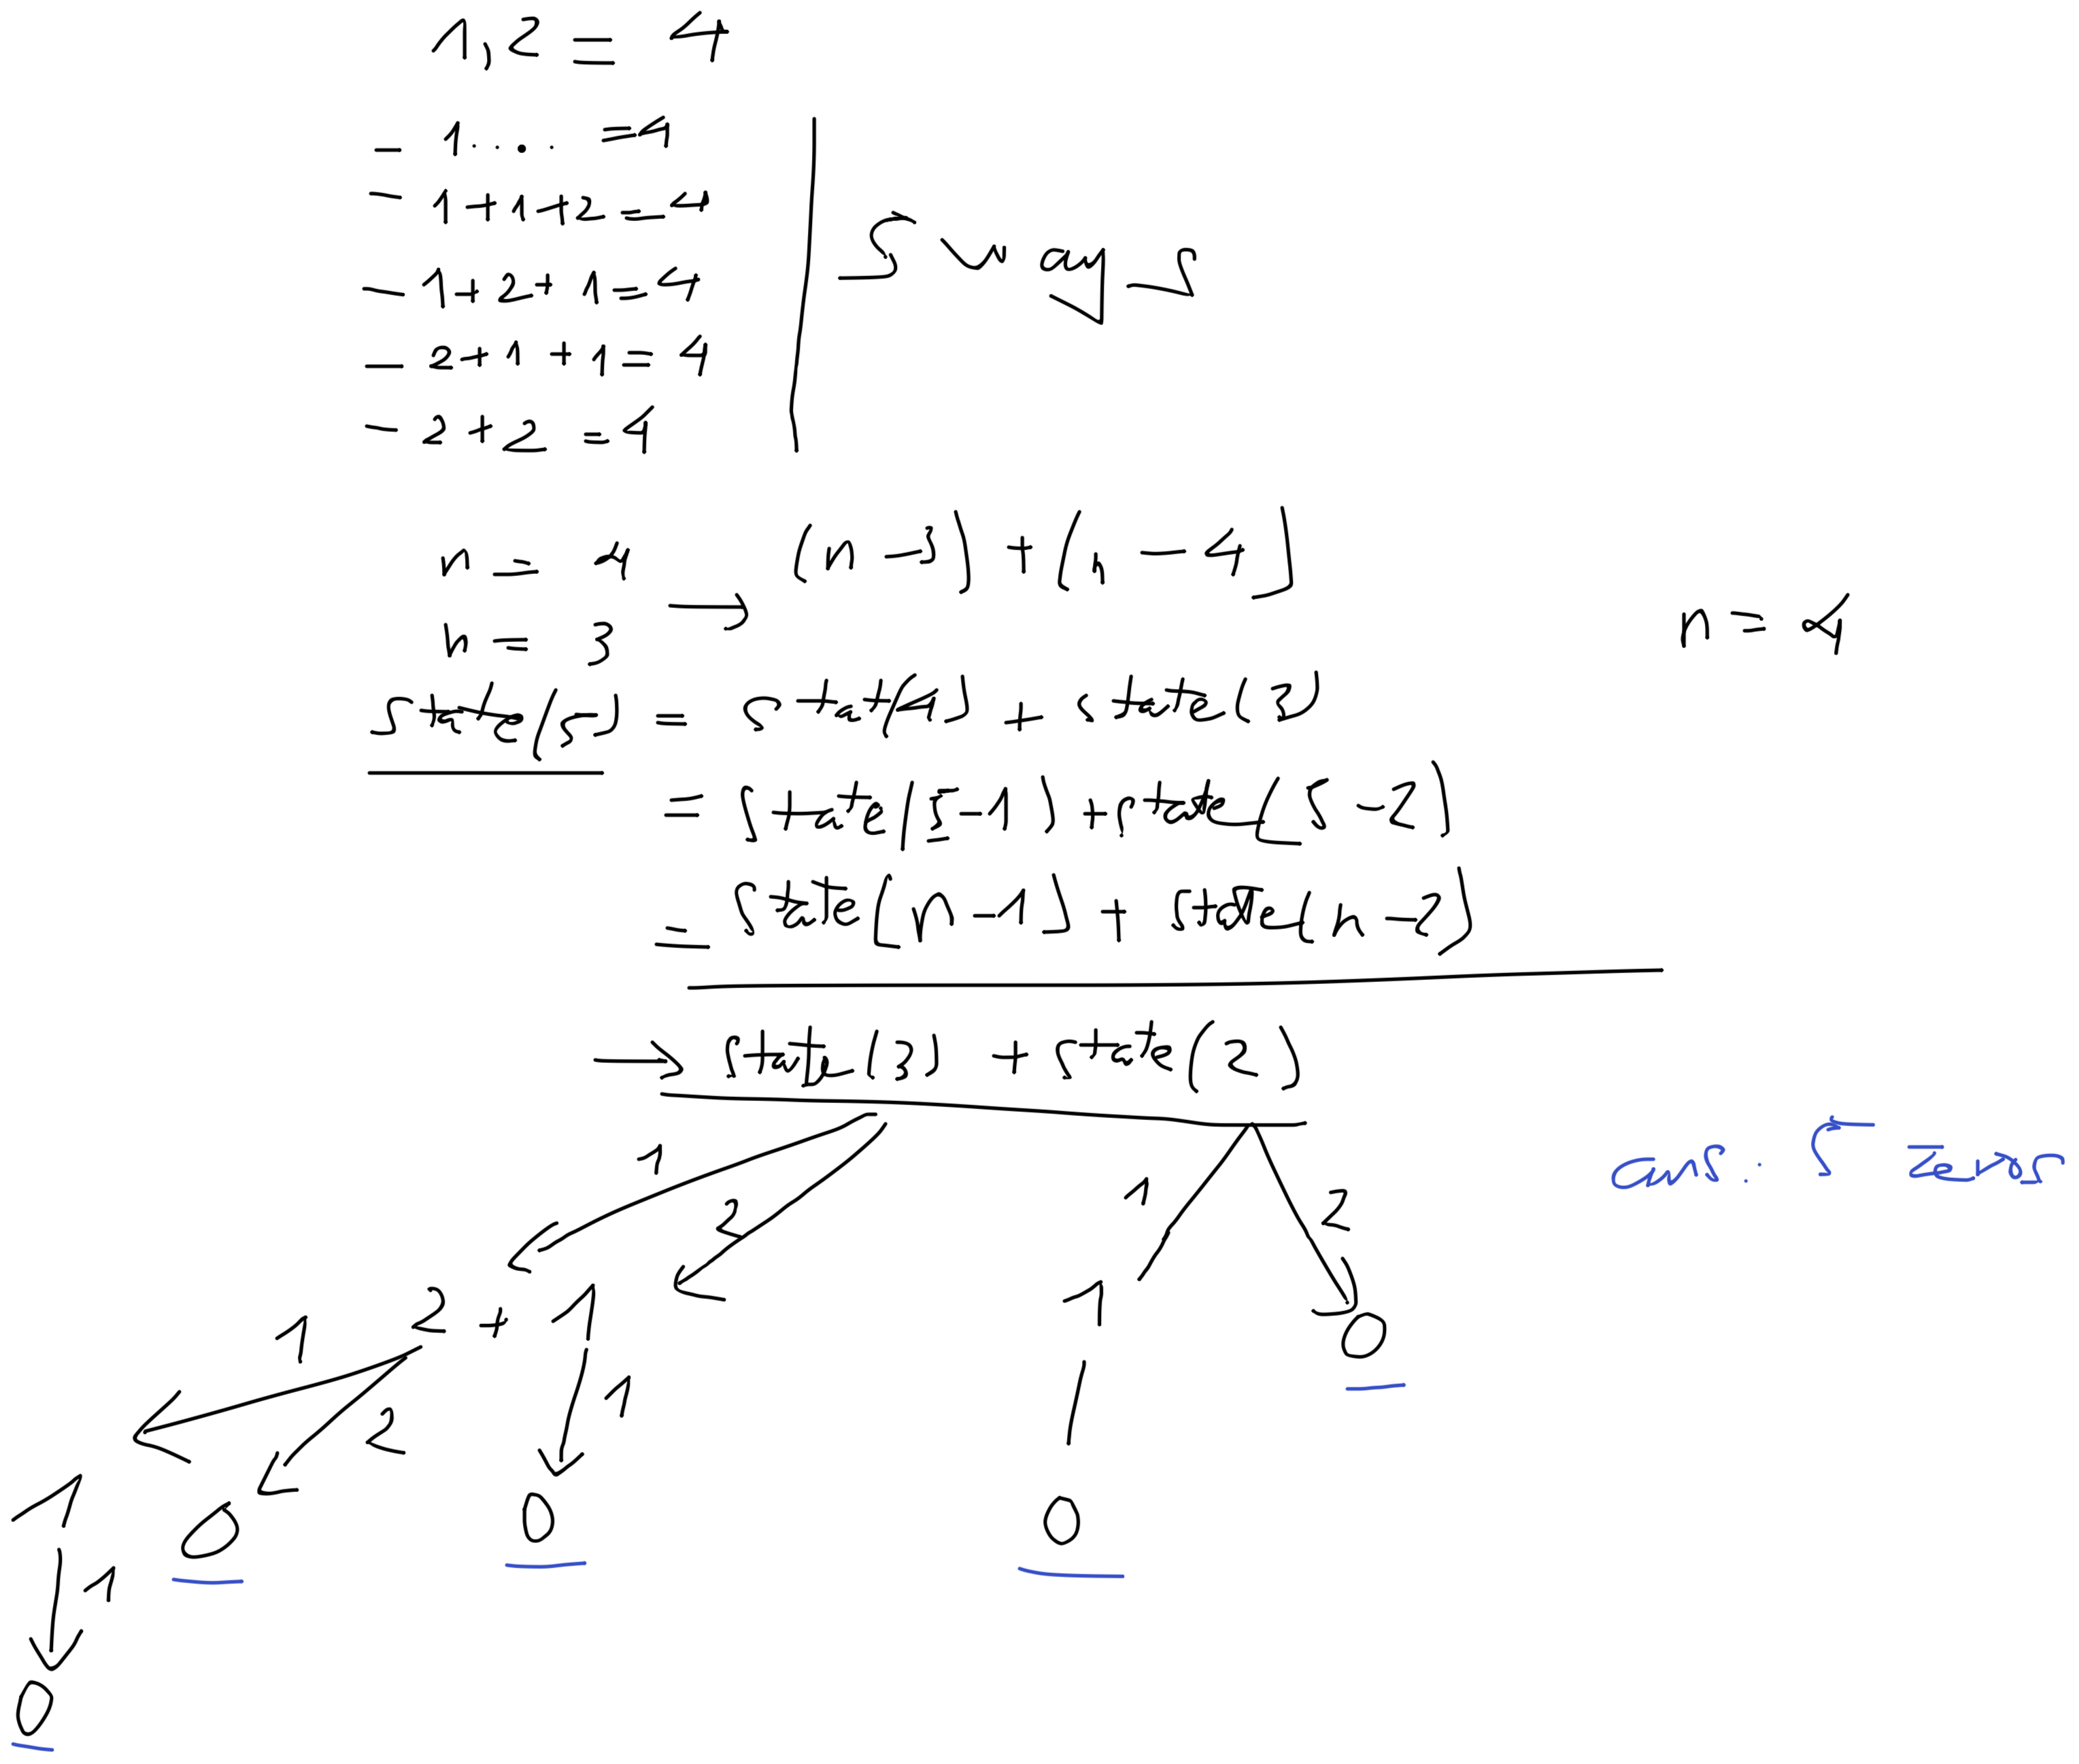 1,2 = 4
- 1.... =4
- 1+1+2=4
- 1+2+1=4
- 2+1+1=4
- 2+2=4
5 ways
n = 4
n = 3
→ (n-3) + (n-4)
n = 4
state(5) = stat(4) + state(3)
= state(5-1) + state(5-2)
= state(n-1) + state(n-2)
→ state(3) + state(2)
ans: 5 zeros
1
2
1
2
2 + 1
1
0
1
2
1
1
0
0
0
1
0